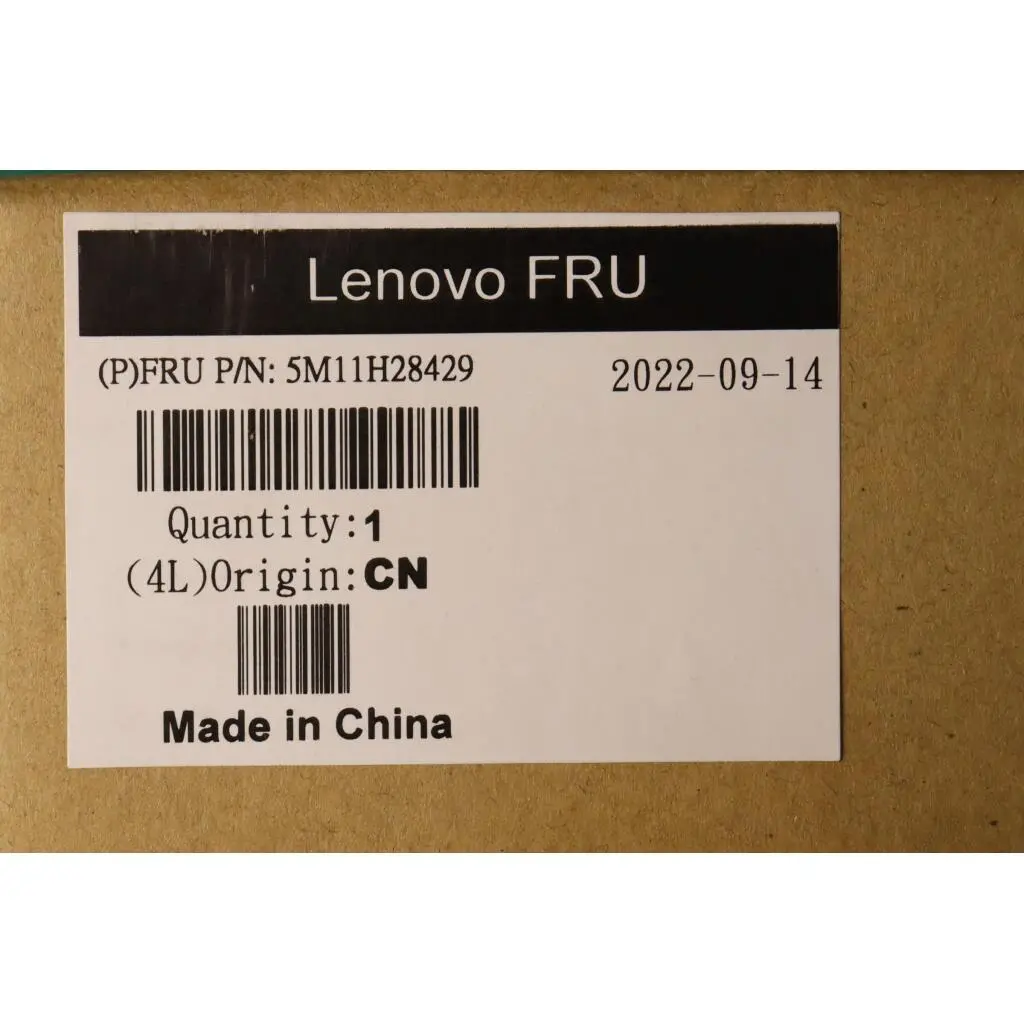 Lenovo FRU
(P)FRU P/N: 5M11H28429
2022-09-14
Quantity:1
(4L)Origin:CN
Made in China